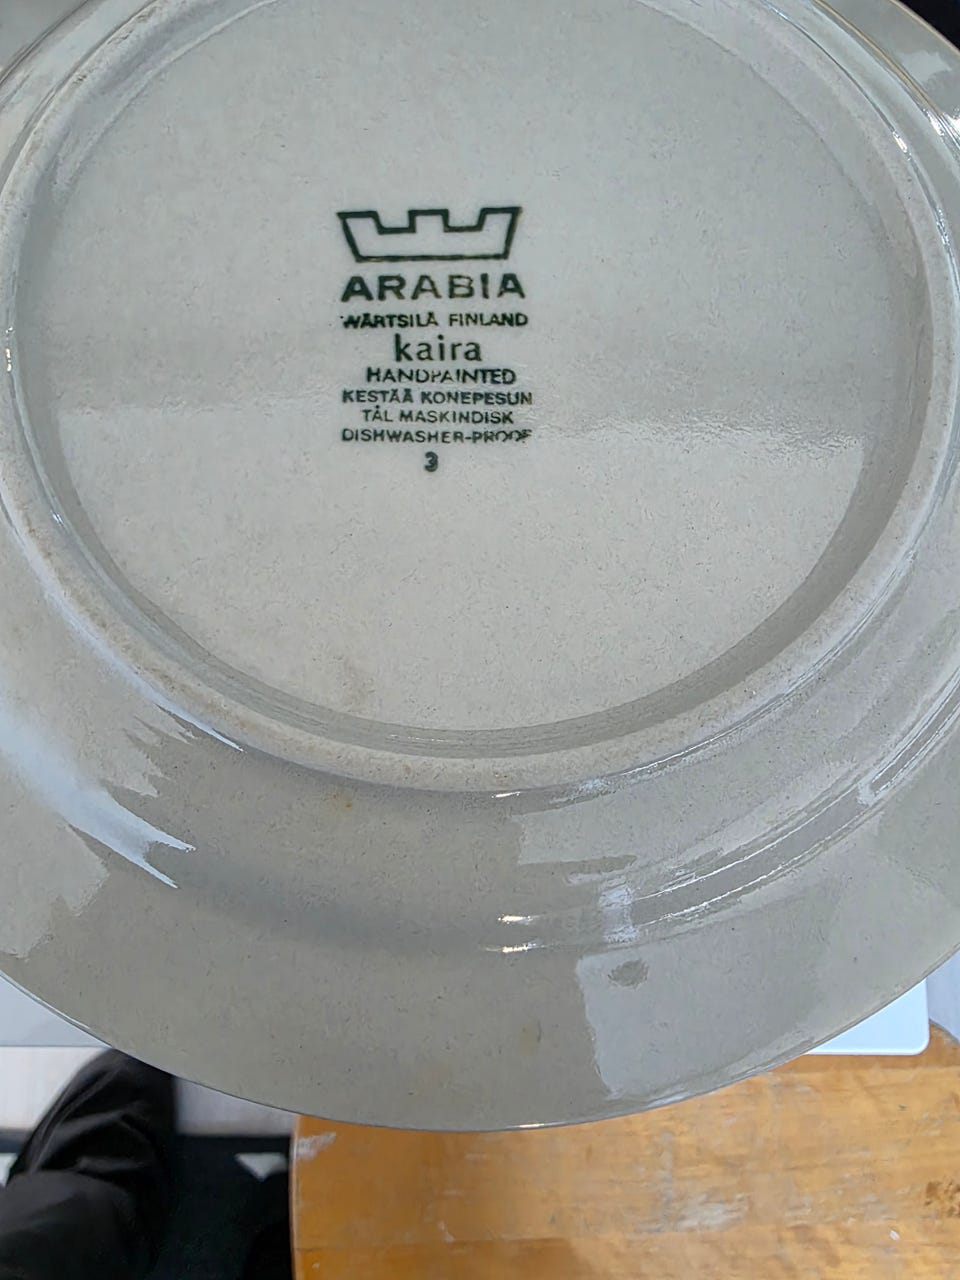 ARABIA
WÄRTSILÄ FINLAND
kaira
HANDPAINTED
KESTÄÄ KONEPESUN
TÅL MASKINDISK
DISHWASHER-PROOF
3